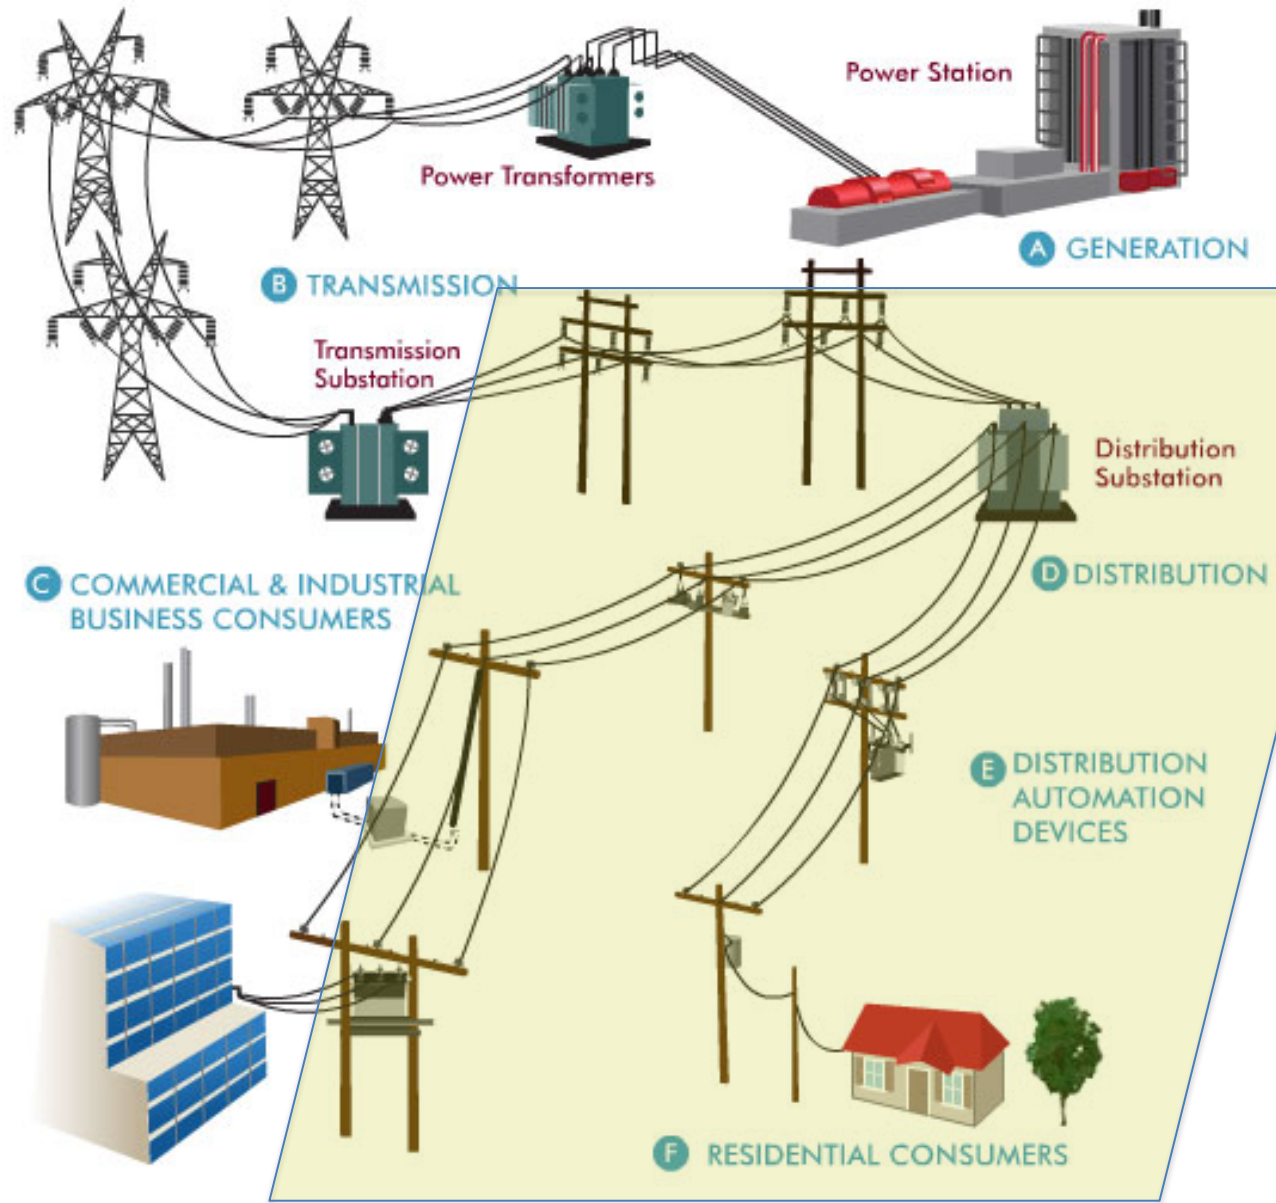 Power Station
Power Transformers
A GENERATION
B TRANSMISSION
Transmission
Substation
Distribution
Substation
C COMMERCIAL & INDUSTRIAL
BUSINESS CONSUMERS
D DISTRIBUTION
E DISTRIBUTION
AUTOMATION
DEVICES
F RESIDENTIAL CONSUMERS